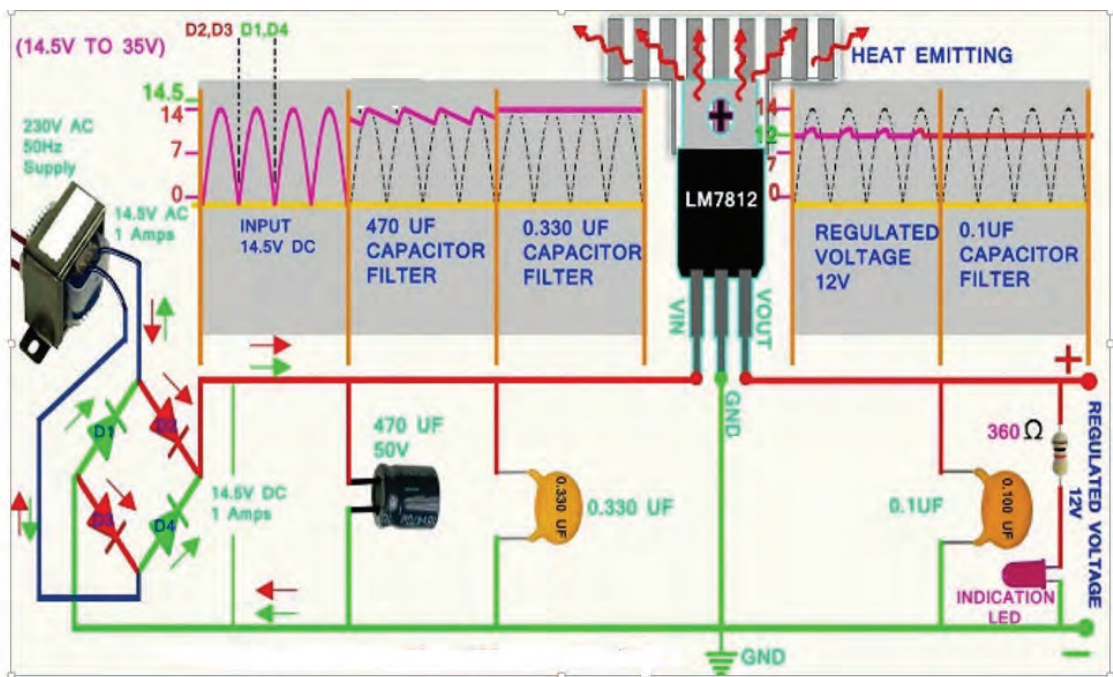 (14.5V TO 35V)
D2,D3 D1,D4
HEAT EMITTING
14.5
14
7
0
14
12
7
0
230V AC
50Hz
Supply
14.5V AC
1 Amps
INPUT
14.5V DC
470 UF
CAPACITOR
FILTER
0.330 UF
CAPACITOR
FILTER
LM7812
REGULATED
VOLTAGE
12V
0.1UF
CAPACITOR
FILTER
VIN
VOUT
GND
+
D1
D2
D3
D4
14.5V DC
1 Amps
470 UF
50V
0.330 UF
0.330 UF
0.1UF
0.100 UF
360 Ω
INDICATION
LED
REGULATED VOLTAGE
12V
−
GND